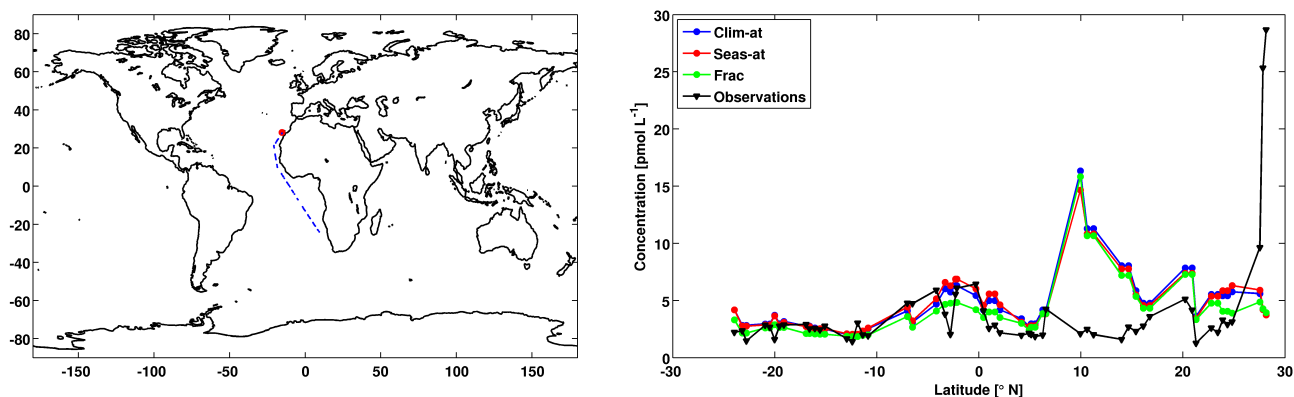 80
60
40
20
0
-20
-40
-60
-80
-150 -100 -50 0 50 100 150
30
25
20
15
10
5
0
Concentration [pmol L-1]
Clim-at
Seas-at
Frac
Observations
-30 -20 -10 0 10 20 30
Latitude [° N]